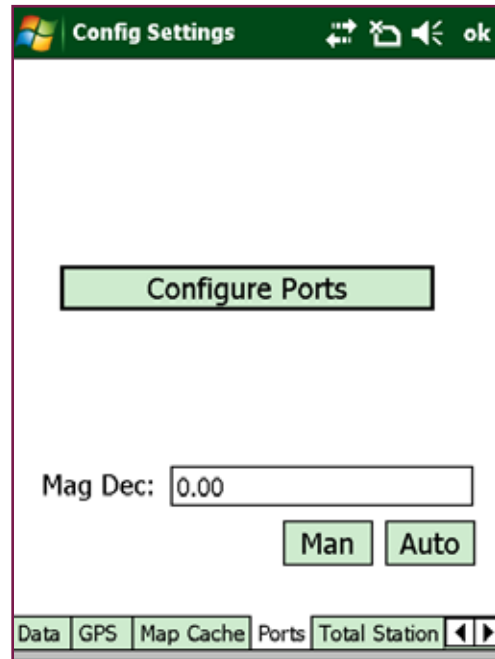 Config Settings ok
Configure Ports
Mag Dec: 0.00
Man Auto
Data GPS Map Cache Ports Total Station